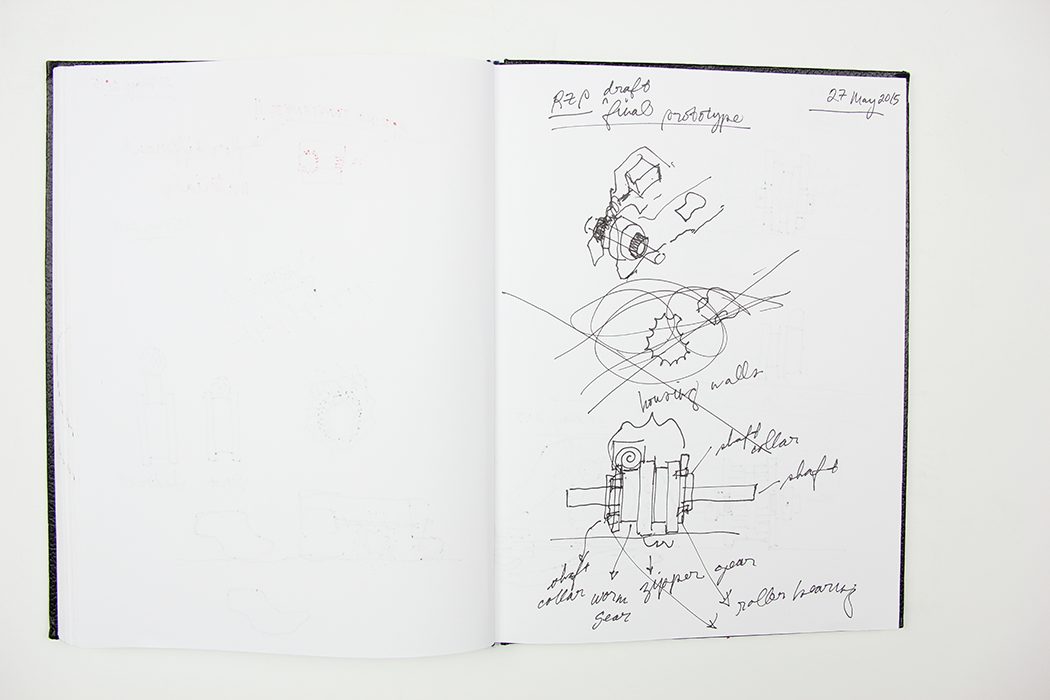 draft
RZP ^ final prototype
27 May 2015
housing walls
shaft
collar
shaft
shaft
collar
worm
gear
zipper gear
roller bearing